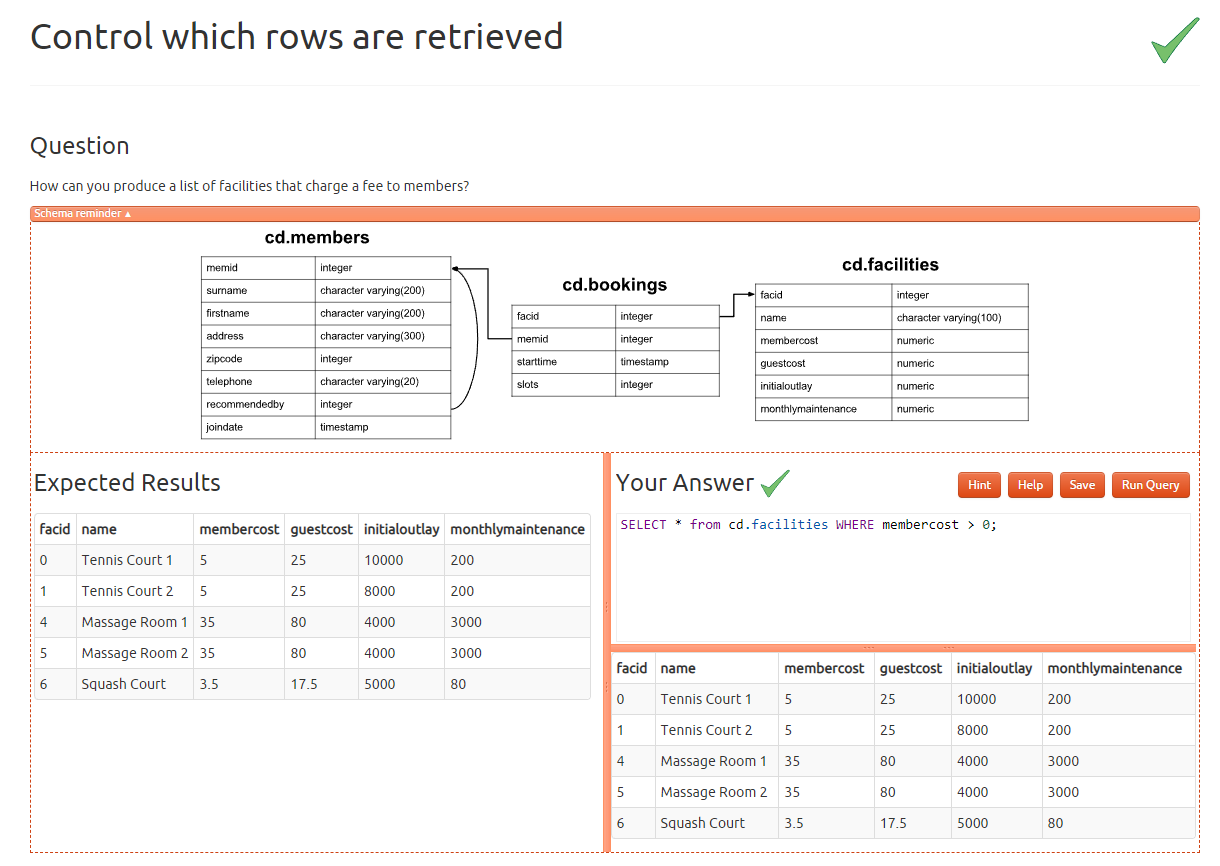 Control which rows are retrieved
Question
How can you produce a list of facilities that charge a fee to members?
Schema reminder ▴
cd.members
memid integer
surname character varying(200)
firstname character varying(200)
address character varying(300)
zipcode integer
telephone character varying(20)
recommendedby integer
joindate timestamp
cd.bookings
facid integer
memid integer
starttime timestamp
slots integer
cd.facilities
facid integer
name character varying(100)
membercost numeric
guestcost numeric
initialoutlay numeric
monthlymaintenance numeric
Expected Results
facid name membercost guestcost initialoutlay monthlymaintenance
0 Tennis Court 1 5 25 10000 200
1 Tennis Court 2 5 25 8000 200
4 Massage Room 1 35 80 4000 3000
5 Massage Room 2 35 80 4000 3000
6 Squash Court 3.5 17.5 5000 80
Your Answer
Hint Help Save Run Query
SELECT * from cd.facilities WHERE membercost > 0;
facid name membercost guestcost initialoutlay monthlymaintenance
0 Tennis Court 1 5 25 10000 200
1 Tennis Court 2 5 25 8000 200
4 Massage Room 1 35 80 4000 3000
5 Massage Room 2 35 80 4000 3000
6 Squash Court 3.5 17.5 5000 80